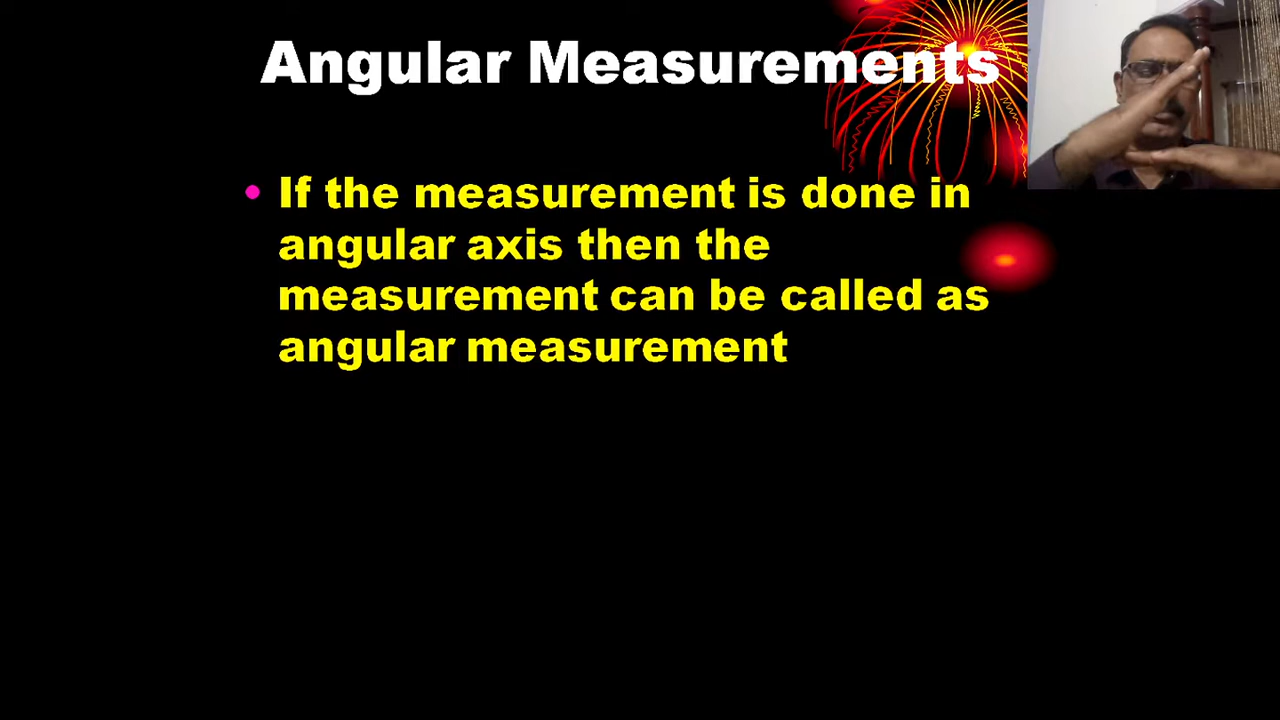 Angular Measurements
• If the measurement is done in
angular axis then the
measurement can be called as
angular measurement